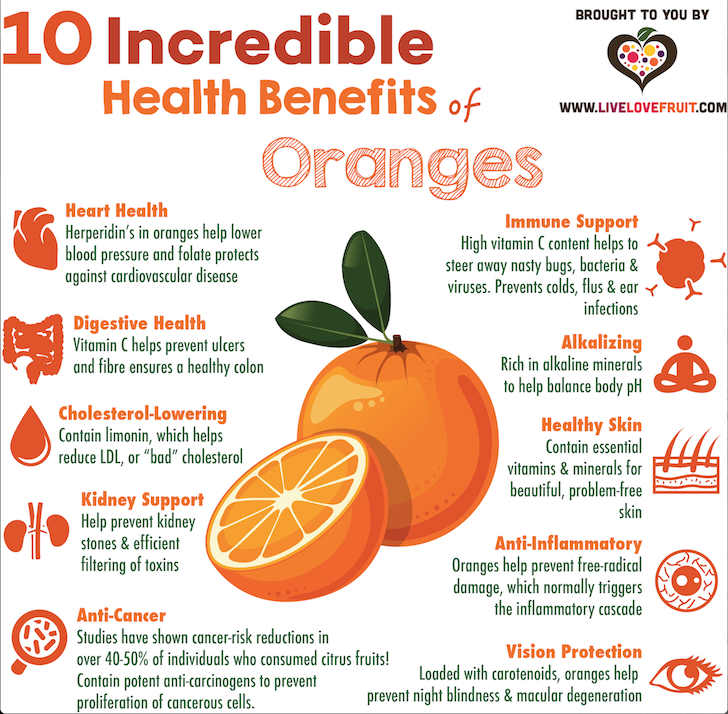 10 Incredible
Health Benefits of
Oranges
BROUGHT TO YOU BY
WWW.LIVELOVEFRUIT.COM
Heart Health
Herperidin's in oranges help lower
blood pressure and folate protects
against cardiovascular disease
Digestive Health
Vitamin C helps prevent ulcers
and fibre ensures a healthy colon
Cholesterol-Lowering
Contain limonin, which helps
reduce LDL, or “bad” cholesterol
Kidney Support
Help prevent kidney
stones & efficient
filtering of toxins
Anti-Cancer
Studies have shown cancer-risk reductions in
over 40-50% of individuals who consumed citrus fruits!
Contain potent anti-carcinogens to prevent
proliferation of cancerous cells.
Immune Support
High vitamin C content helps to
steer away nasty bugs, bacteria &
viruses. Prevents colds, flus & ear
infections
Alkalizing
Rich in alkaline minerals
to help balance body pH
Healthy Skin
Contain essential
vitamins & minerals for
beautiful, problem-free
skin
Anti-Inflammatory
Oranges help prevent free-radical
damage, which normally triggers
the inflammatory cascade
Vision Protection
Loaded with carotenoids, oranges help
prevent night blindness & macular degeneration